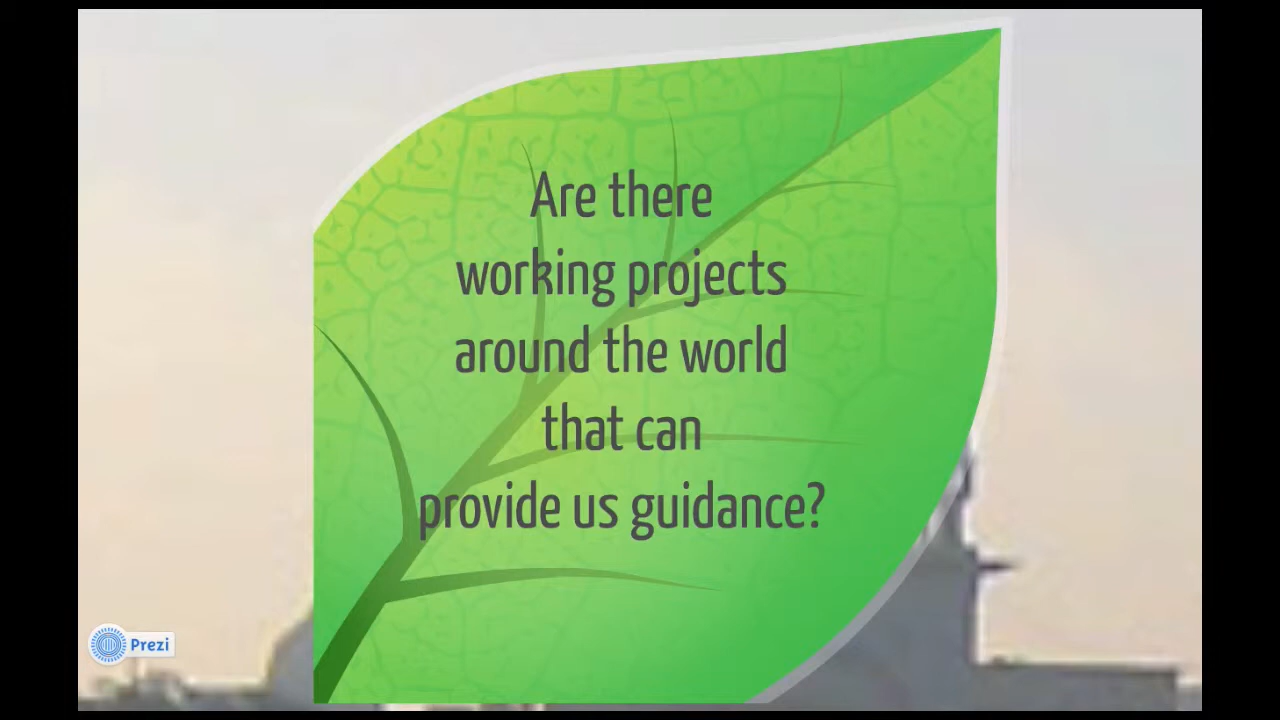 Are there
working projects
around the world
that can
provide us guidance?
Prezi